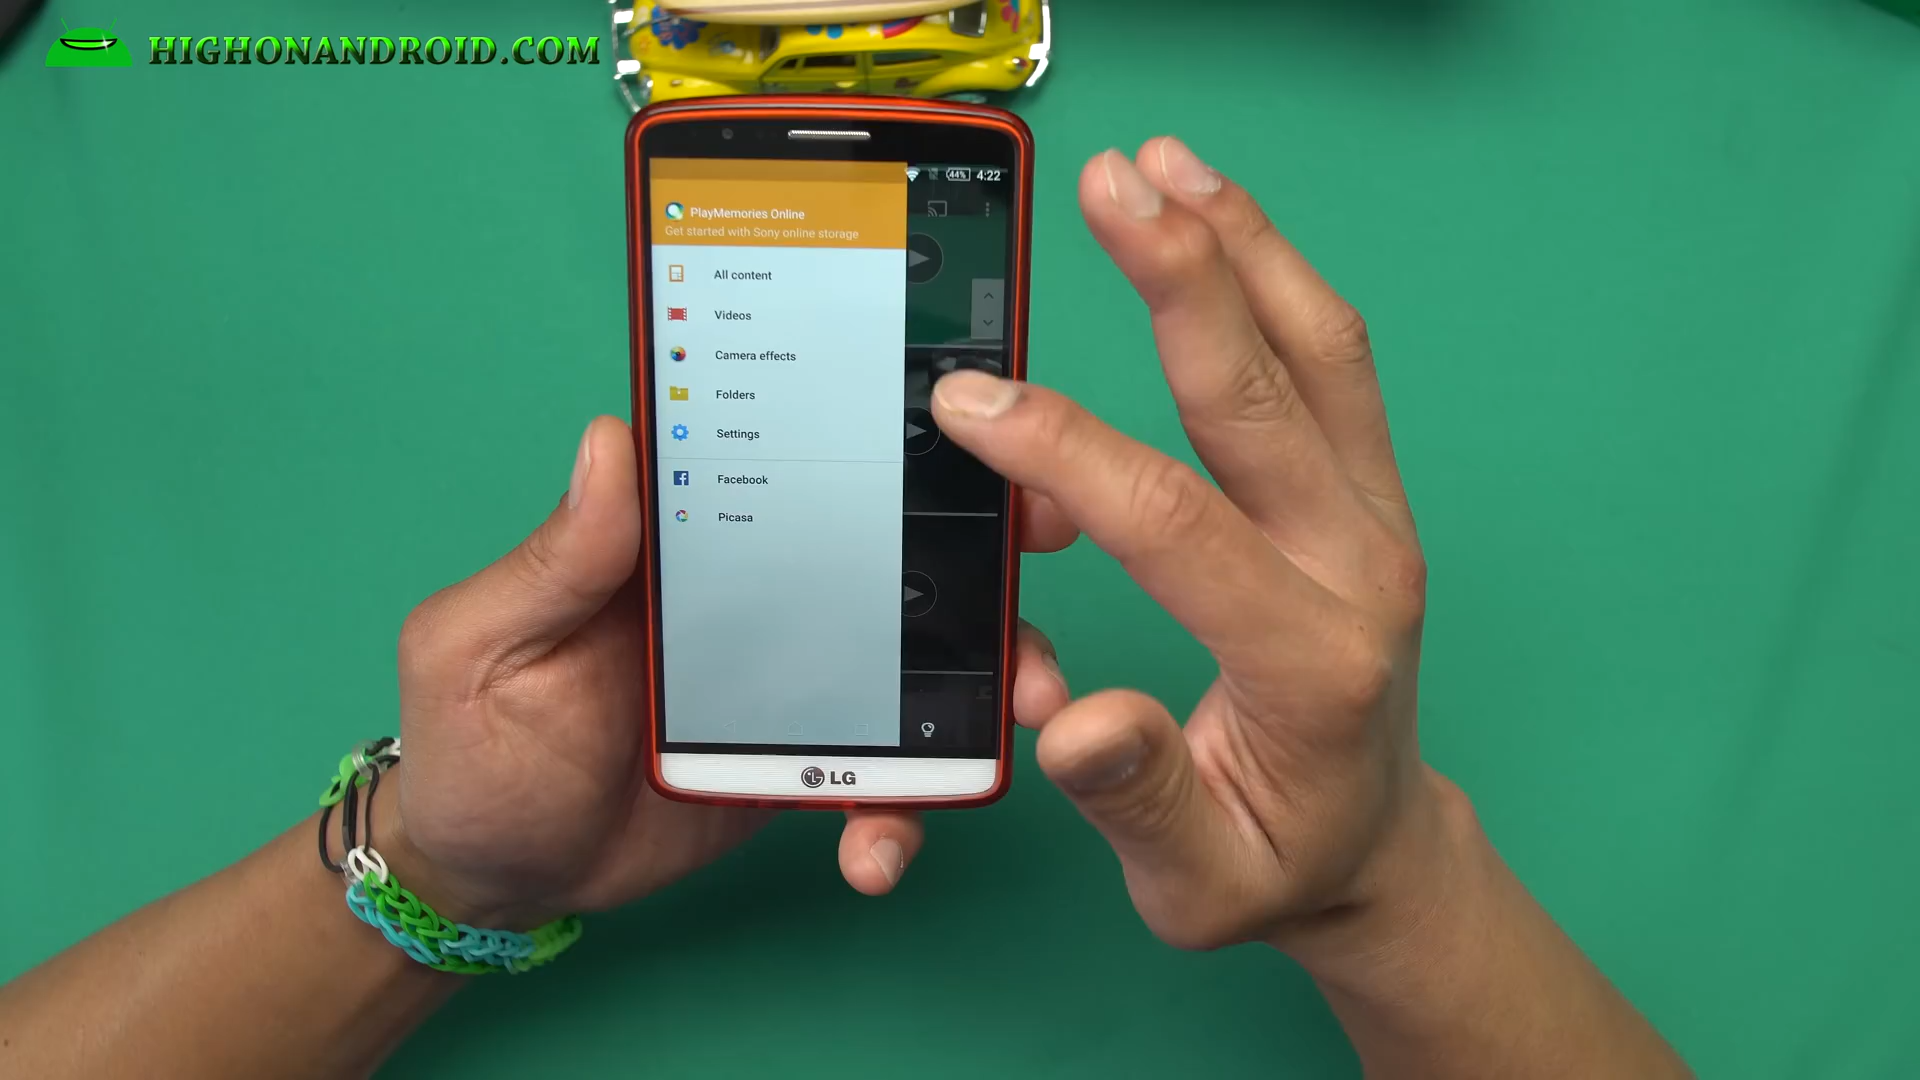 HIGHONANDROID.COM
44% 4:22
PlayMemories Online
Get started with Sony online storage
All content
Videos
Camera effects
Folders
Settings
Facebook
Picasa
LG